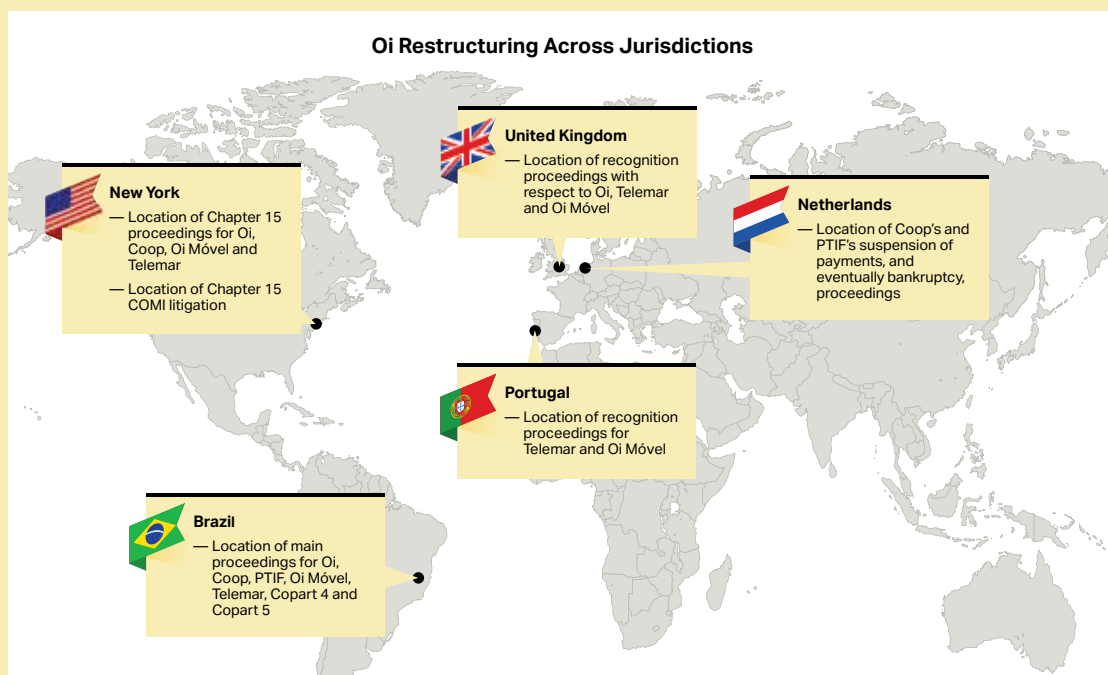 Oi Restructuring Across Jurisdictions
United Kingdom
— Location of recognition
proceedings with
respect to Oi, Telemar
and Oi Móvel
New York
— Location of Chapter 15
proceedings for Oi,
Coop, Oi Móvel and
Telemar
— Location of Chapter 15
COMI litigation
Netherlands
— Location of Coop’s and
PTIF’s suspension of
payments, and
eventually bankruptcy,
proceedings
Portugal
— Location of recognition
proceedings for
Telemar and Oi Móvel
Brazil
— Location of main
proceedings for Oi,
Coop, PTIF, Oi Móvel,
Telemar, Copart 4 and
Copart 5